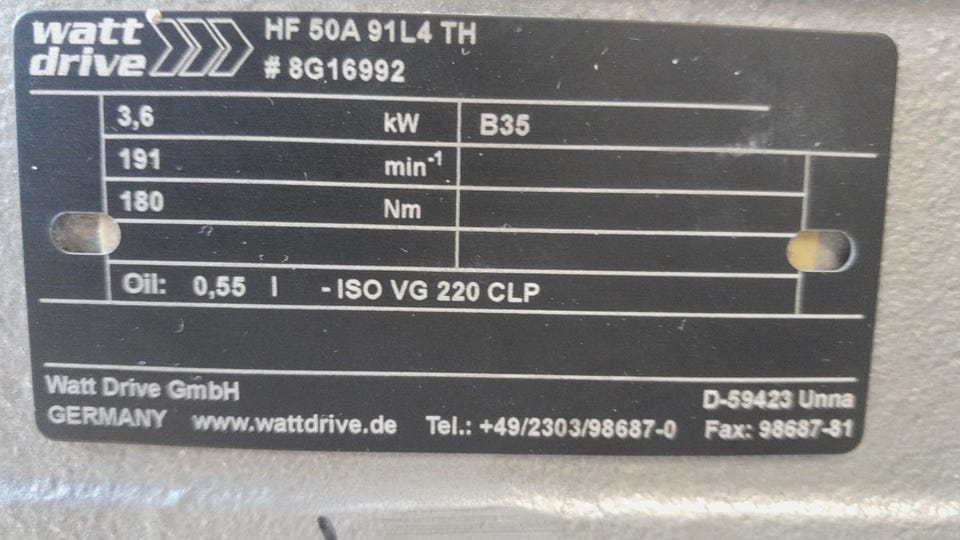 watt drive
HF 50A 91L4 TH
# 8G16992
3,6 kW B35
191 min-1
180 Nm
Oil: 0,55 l - ISO VG 220 CLP
Watt Drive GmbH D-59423 Unna
GERMANY www.wattdrive.de Tel.: +49/2303/98687-0 Fax: 98687-81